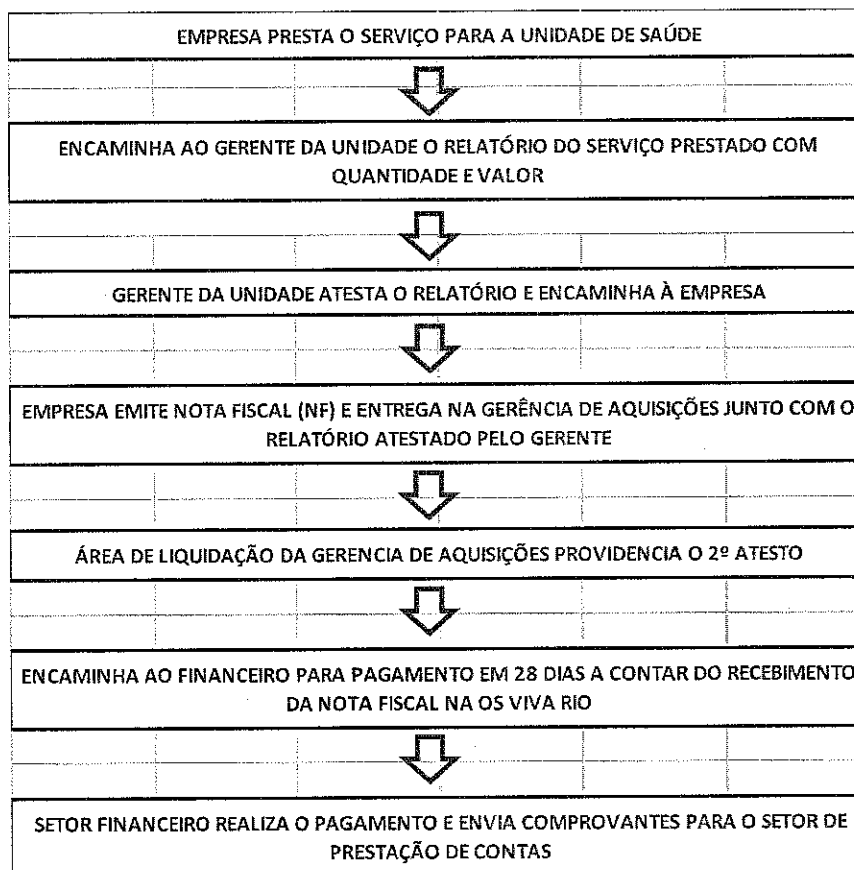 EMPRESA PRESTA O SERVIÇO PARA A UNIDADE DE SAÚDE
ENCAMINHA AO GERENTE DA UNIDADE O RELATÓRIO DO SERVIÇO PRESTADO COM
QUANTIDADE E VALOR
GERENTE DA UNIDADE ATESTA O RELATÓRIO E ENCAMINHA À EMPRESA
EMPRESA EMITE NOTA FISCAL (NF) E ENTREGA NA GERÊNCIA DE AQUISIÇÕES JUNTO COM O
RELATÓRIO ATESTADO PELO GERENTE
ÁREA DE LIQUIDAÇÃO DA GERENCIA DE AQUISIÇÕES PROVIDENCIA O 2º ATESTO
ENCAMINHA AO FINANCEIRO PARA PAGAMENTO EM 28 DIAS A CONTAR DO RECEBIMENTO
DA NOTA FISCAL NA OS VIVA RIO
SETOR FINANCEIRO REALIZA O PAGAMENTO E ENVIA COMPROVANTES PARA O SETOR DE
PRESTAÇÃO DE CONTAS